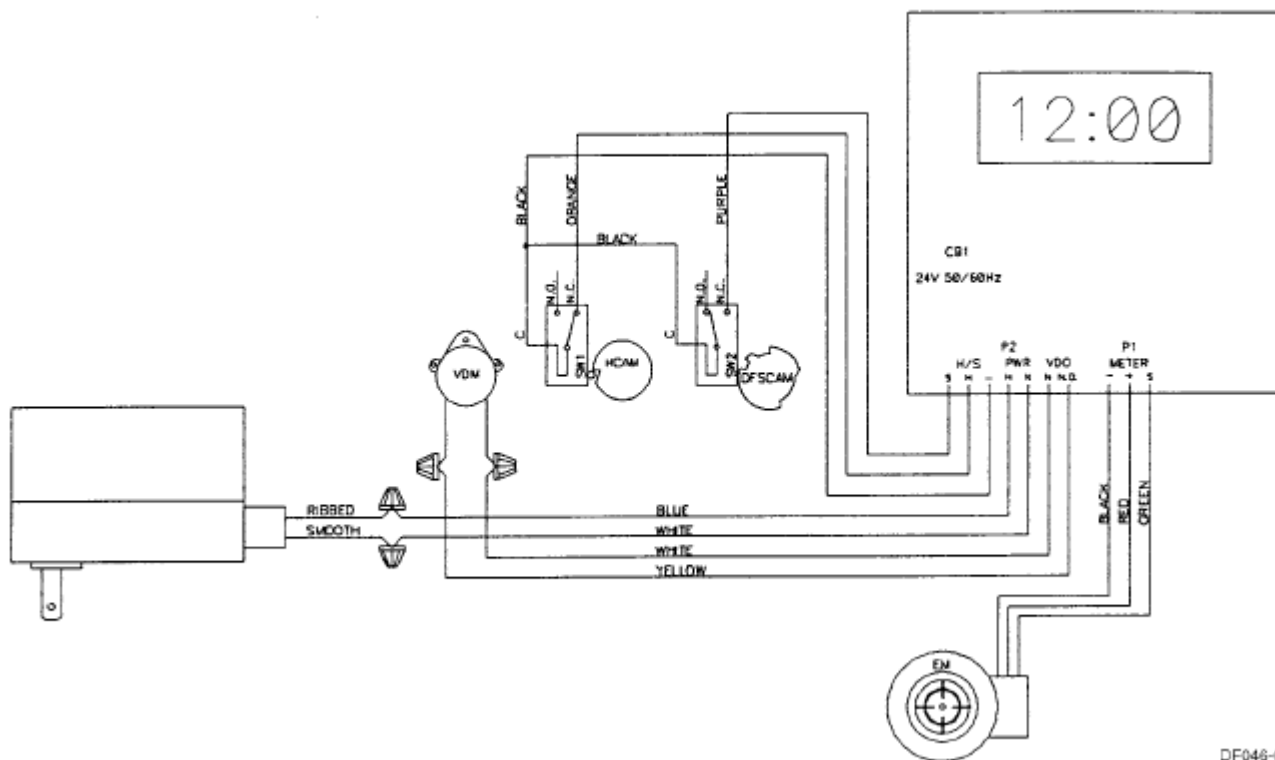 12:00
BLACK
ORANGE
PURPLE
BLACK
CB1
24V 50/60Hz
N.O.
N.C.
N.O.
N.C.
C
C
SW1
HCAM
SW2
DFSCAM
VDM
P2
P1
H/S PWR VDO METER
S H - H N N N.O. - + S
RIBBED
BLUE
SMOOTH
WHITE
WHITE
YELLOW
BLACK
RED
GREEN
EM